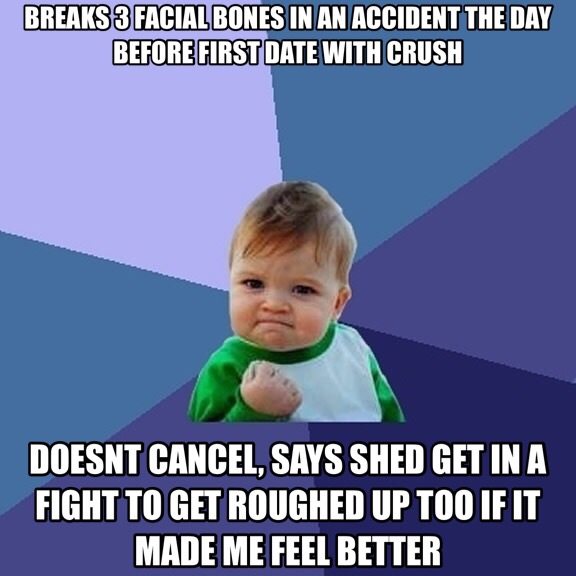 BREAKS 3 FACIAL BONES IN AN ACCIDENT THE DAY
BEFORE FIRST DATE WITH CRUSH
DOESNT CANCEL, SAYS SHED GET IN A
FIGHT TO GET ROUGHED UP TOO IF IT
MADE ME FEEL BETTER